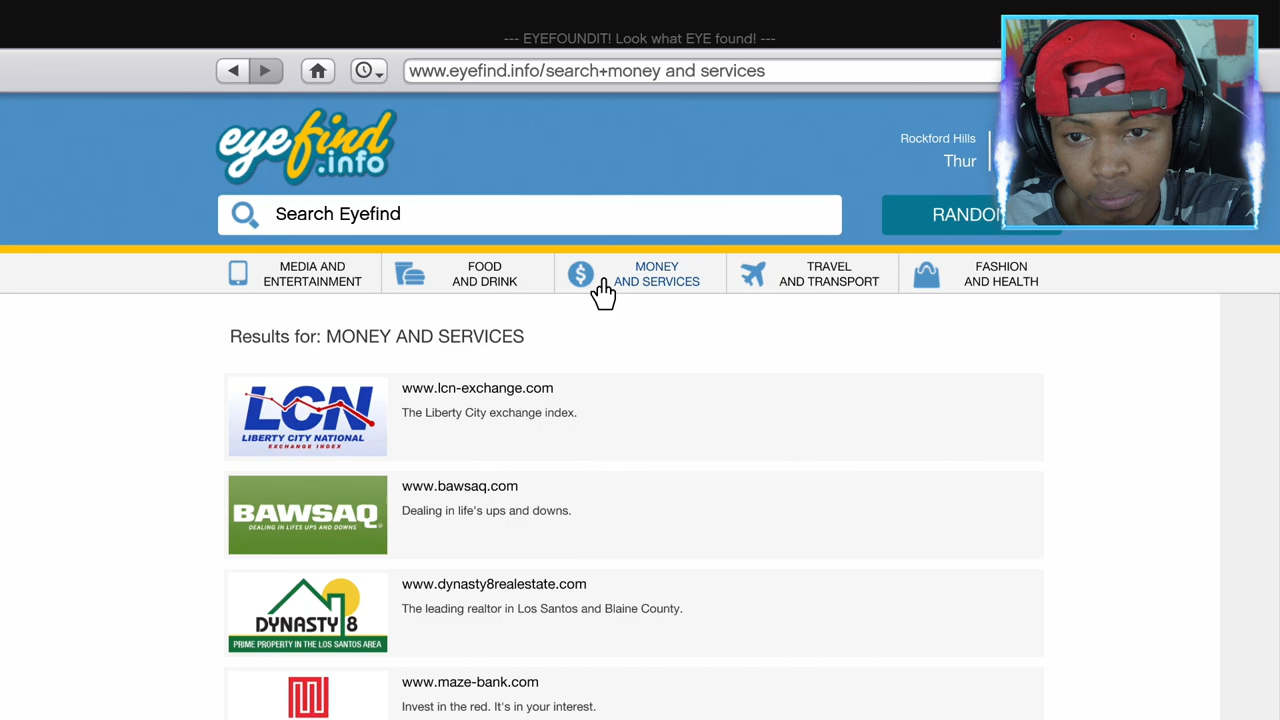 --- EYEFOUNDIT! Look what EYE found! ---
www.eyefind.info/search+money and services
eyefind
.info
Rockford Hills
Thur
Search Eyefind
MEDIA AND
ENTERTAINMENT
FOOD
AND DRINK
MONEY
AND SERVICES
TRAVEL
AND TRANSPORT
FASHION
AND HEALTH
Results for: MONEY AND SERVICES
LCN
LIBERTY CITY NATIONAL
EXCHANGE INDEX
www.lcn-exchange.com
The Liberty City exchange index.
BAWSAQ
DEALING IN LIFES UPS AND DOWNS
www.bawsaq.com
Dealing in life's ups and downs.
DYNASTY 8
PRIME PROPERTY IN THE LOS SANTOS AREA
www.dynasty8realestate.com
The leading realtor in Los Santos and Blaine County.
www.maze-bank.com
Invest in the red. It's in your interest.